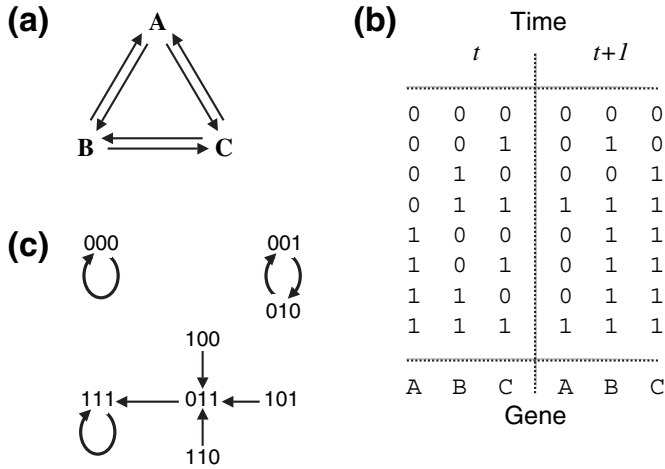 (a)
A
B C
(b)
Time
t t+1
0 0 0 0 0 0
0 0 1 0 1 0
0 1 0 0 0 1
0 1 1 1 1 1
1 0 0 0 1 1
1 0 1 0 1 1
1 1 0 0 1 1
1 1 1 1 1 1
A B C A B C
Gene
(c)
000 001
010
100
111 011 101
110